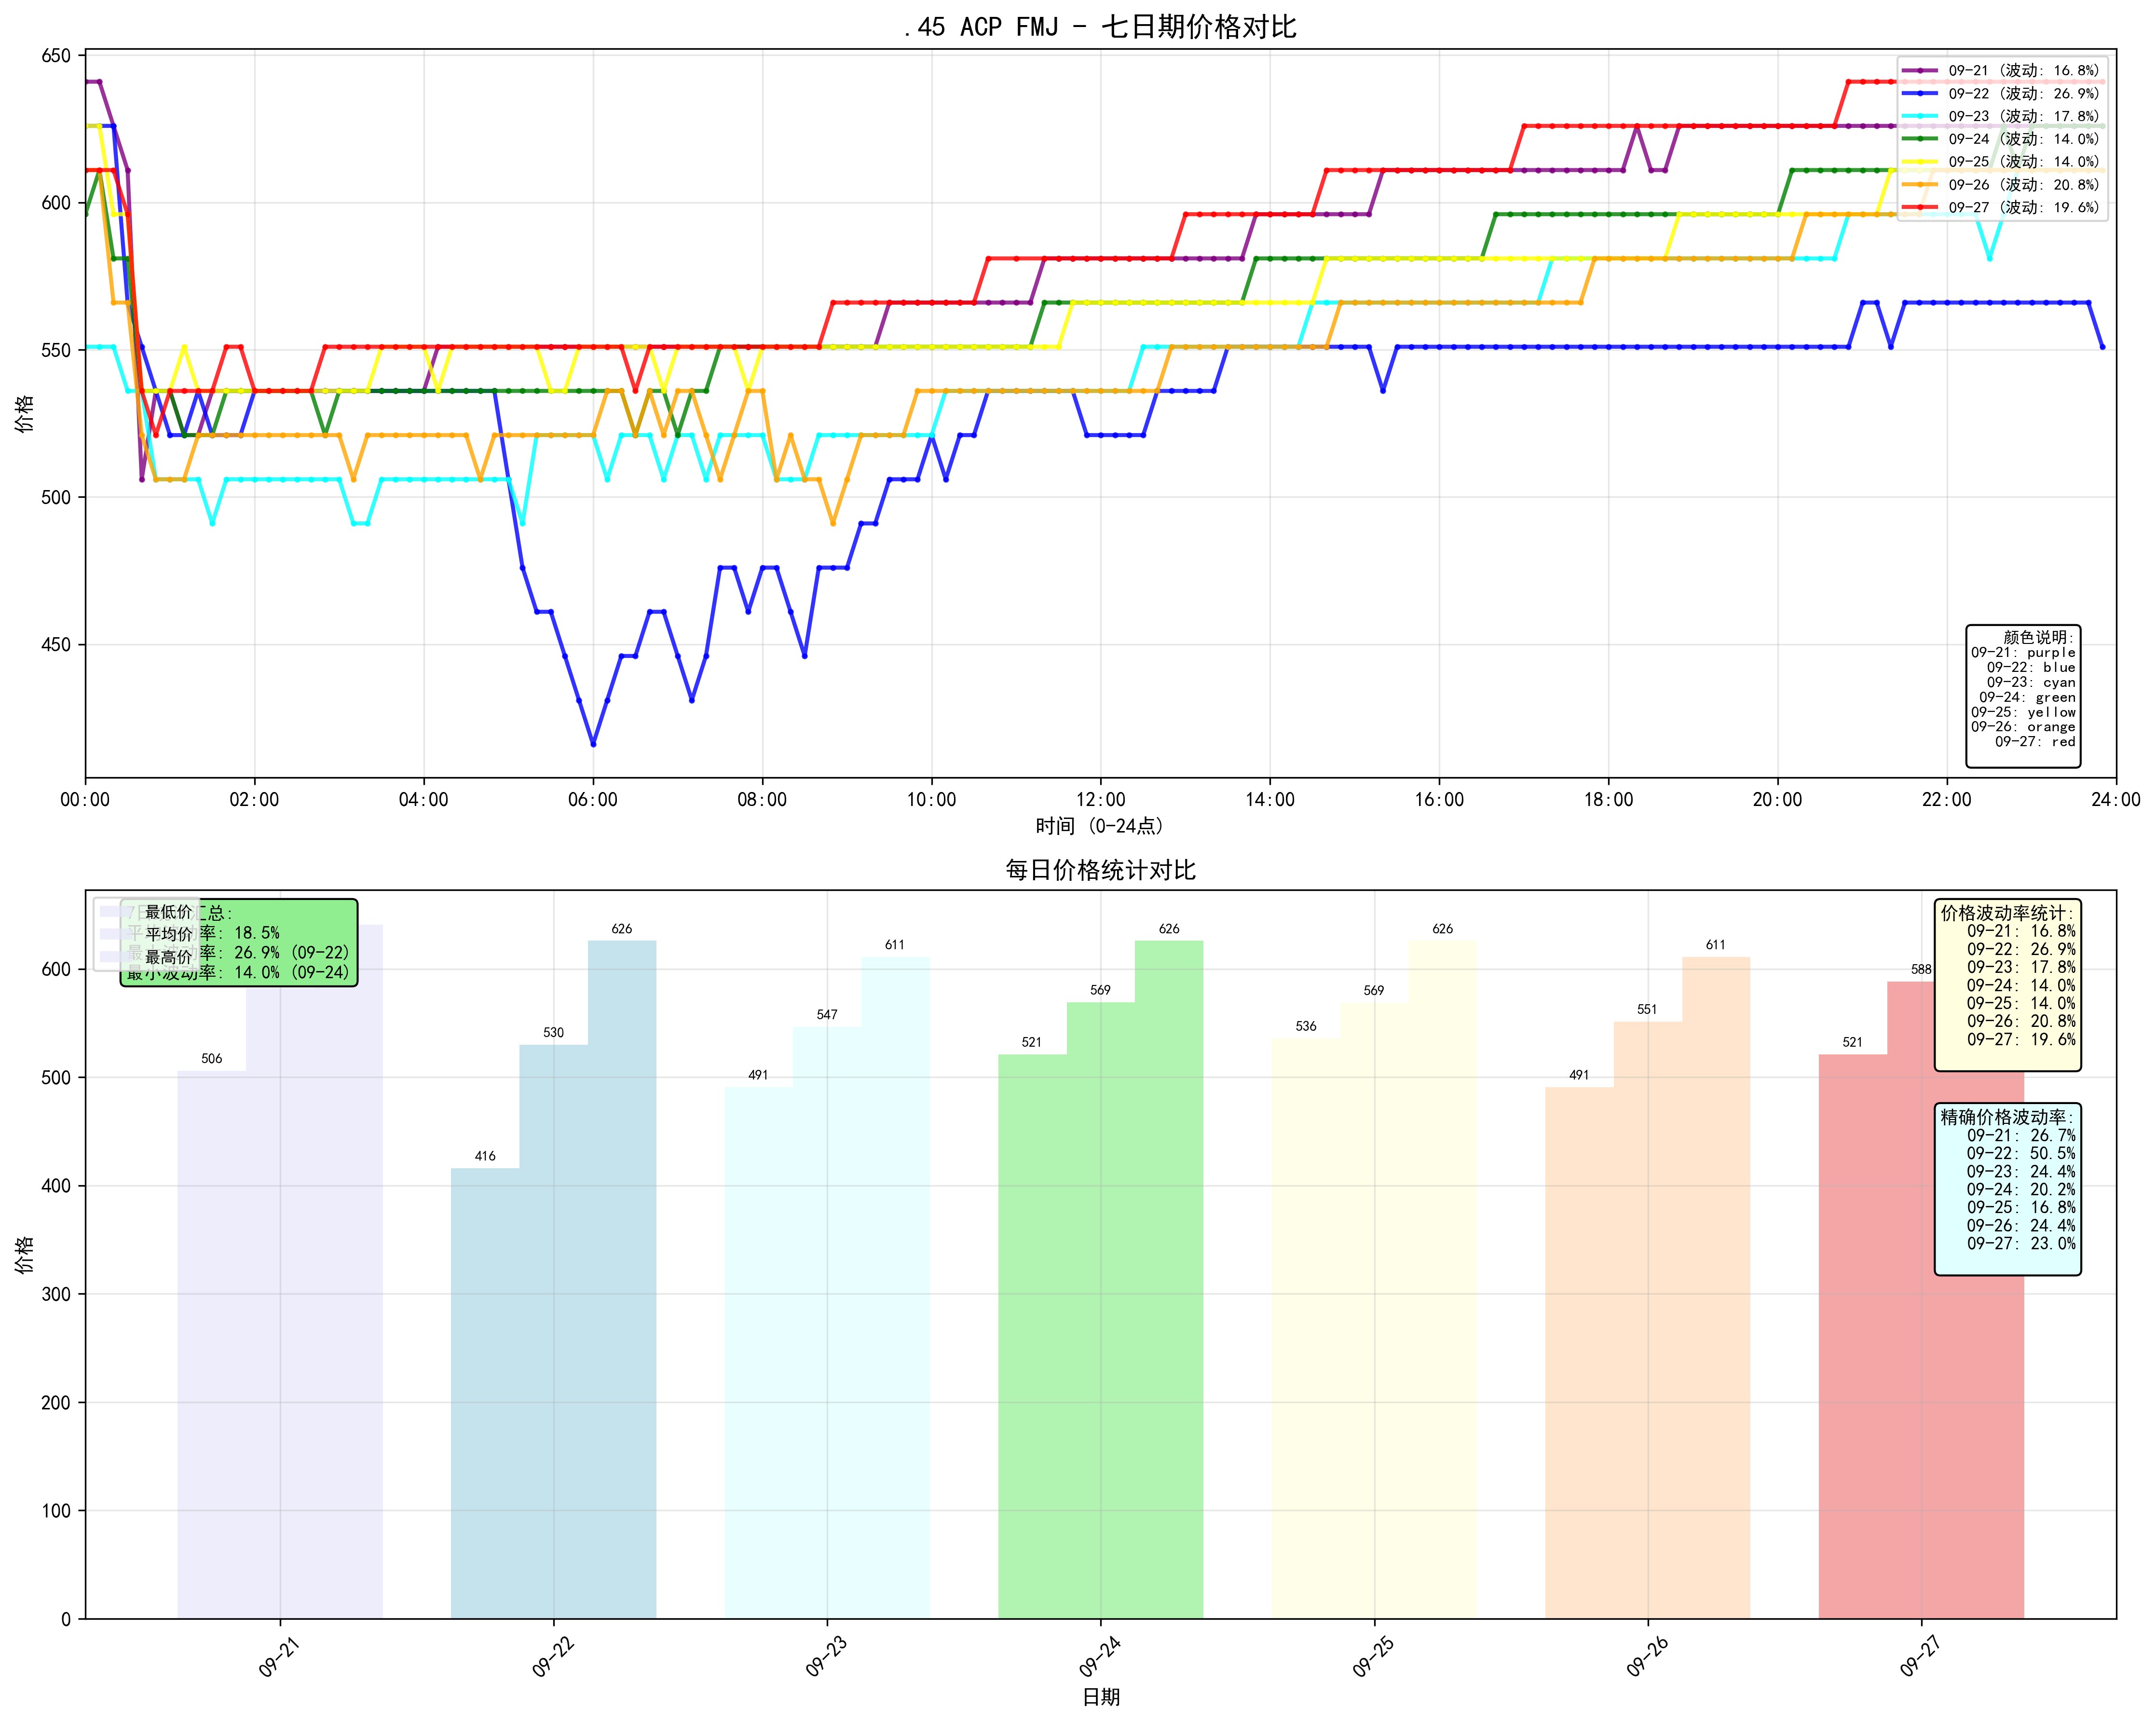 .45 ACP FMJ - 七日期价格对比
价格
650
600
550
500
450
09-21 (波动: 16.8%)
09-22 (波动: 26.9%)
09-23 (波动: 17.8%)
09-24 (波动: 14.0%)
09-25 (波动: 14.0%)
09-26 (波动: 20.8%)
09-27 (波动: 19.6%)
颜色说明:
09-21: purple
09-22: blue
09-23: cyan
09-24: green
09-25: yellow
09-26: orange
09-27: red
00:00 02:00 04:00 06:00 08:00 10:00 12:00 14:00 16:00 18:00 20:00 22:00 24:00
时间 (0-24点)
每日价格统计对比
价格
600
500
400
300
200
100
0
最低价
平均价
最高价
汇总:
率: 18.5%
率: 26.9% (09-22)
最小波动率: 14.0% (09-24)
506
416
530
626
491
547
611
521
569
626
536
569
626
491
551
611
521
588
价格波动率统计:
09-21: 16.8%
09-22: 26.9%
09-23: 17.8%
09-24: 14.0%
09-25: 14.0%
09-26: 20.8%
09-27: 19.6%
精确价格波动率:
09-21: 26.7%
09-22: 50.5%
09-23: 24.4%
09-24: 20.2%
09-25: 16.8%
09-26: 24.4%
09-27: 23.0%
09-21 09-22 09-23 09-24 09-25 09-26 09-27
日期